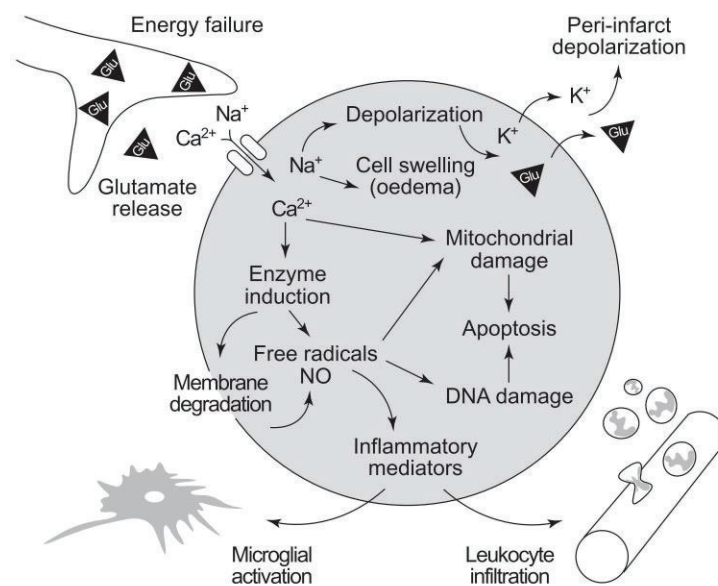 Energy failure
Peri-infarct
depolarization
Glu
Glu
Glu
Glu
Na⁺
Ca²⁺
Glutamate
release
Depolarization
K⁺
K⁺
Glu
Glu
Na⁺
Cell swelling
(oedema)
Ca²⁺
Mitochondrial
damage
Enzyme
induction
Apoptosis
Free radicals
NO
Membrane
degradation
DNA damage
Inflammatory
mediators
Microglial
activation
Leukocyte
infiltration